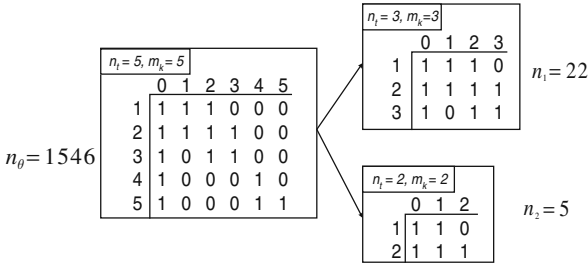 n_θ = 1546
n_t = 5, m_k = 5
0 1 2 3 4 5
1 1 1 1 0 0 0
2 1 1 1 1 0 0
3 1 0 1 1 0 0
4 1 0 0 0 1 0
5 1 0 0 0 1 1
n_t = 3, m_k=3
0 1 2 3
1 1 1 1 0
2 1 1 1 1
3 1 0 1 1
n_1 = 22
n_t = 2, m_k = 2
0 1 2
1 1 1 0
2 1 1 1
n_2 = 5